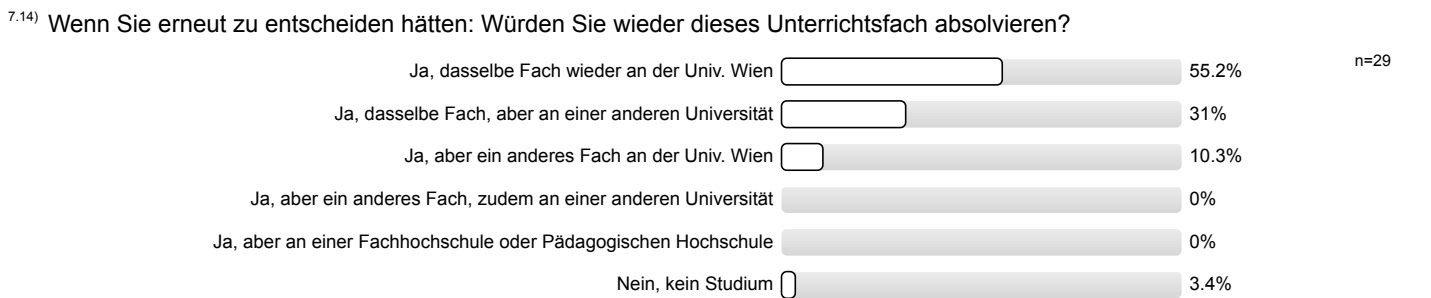 7.14) Wenn Sie erneut zu entscheiden hätten: Würden Sie wieder dieses Unterrichtsfach absolvieren?
Ja, dasselbe Fach wieder an der Univ. Wien 55.2% n=29
Ja, dasselbe Fach, aber an einer anderen Universität 31%
Ja, aber ein anderes Fach an der Univ. Wien 10.3%
Ja, aber ein anderes Fach, zudem an einer anderen Universität 0%
Ja, aber an einer Fachhochschule oder Pädagogischen Hochschule 0%
Nein, kein Studium 3.4%